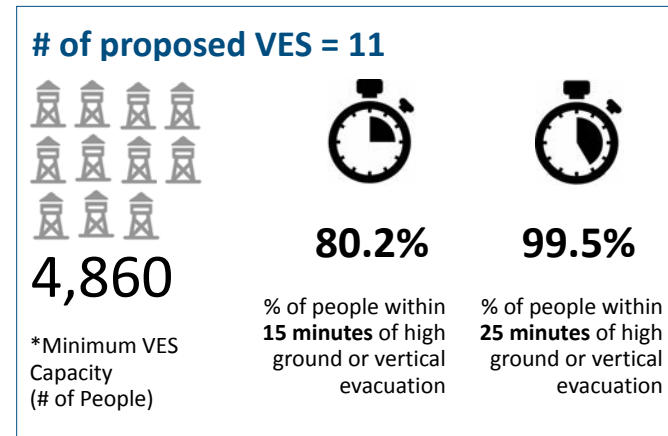 # of proposed VES = 11
4,860
*Minimum VES
Capacity
(# of People)
80.2%
% of people within
15 minutes of high
ground or vertical
evacuation
99.5%
% of people within
25 minutes of high
ground or vertical
evacuation